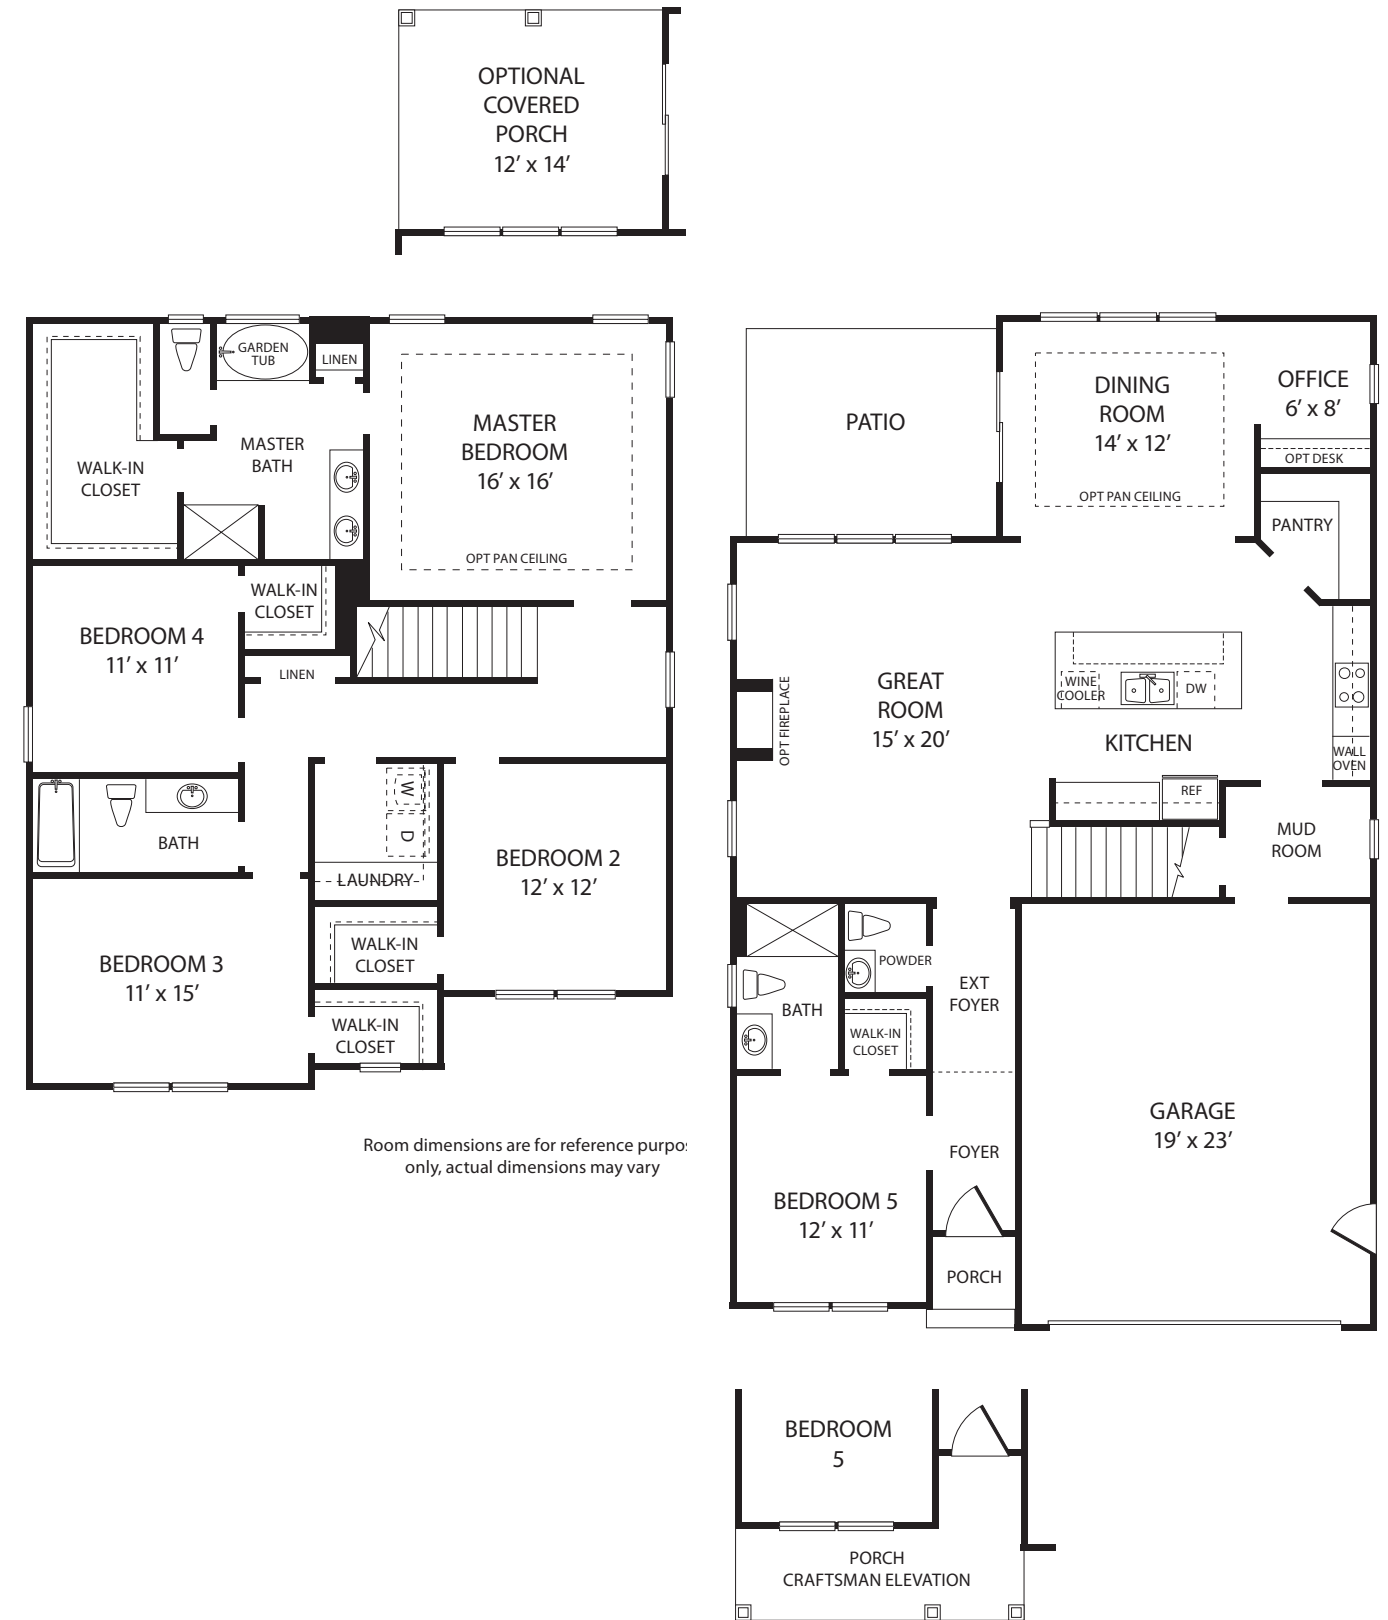 OPTIONAL
COVERED
PORCH
12’ x 14’
GARDEN
TUB
LINEN
MASTER
BATH
WALK-IN
CLOSET
MASTER
BEDROOM
16’ x 16’
OPT PAN CEILING
WALK-IN
CLOSET
BEDROOM 4
11’ x 11’
LINEN
W
D
BATH
LAUNDRY
BEDROOM 2
12’ x 12’
WALK-IN
CLOSET
BEDROOM 3
11’ x 15’
WALK-IN
CLOSET
Room dimensions are for reference purpo
only, actual dimensions may vary
PATIO
DINING
ROOM
14’ x 12’
OPT PAN CEILING
OFFICE
6’ x 8’
OPT DESK
PANTRY
GREAT
ROOM
15’ x 20’
OPT FIREPLACE
WINE
COOLER
DW
KITCHEN
WALL
OVEN
REF
MUD
ROOM
POWDER
BATH
WALK-IN
CLOSET
EXT
FOYER
FOYER
GARAGE
19’ x 23’
BEDROOM 5
12’ x 11’
PORCH
BEDROOM
5
PORCH
CRAFTSMAN ELEVATION